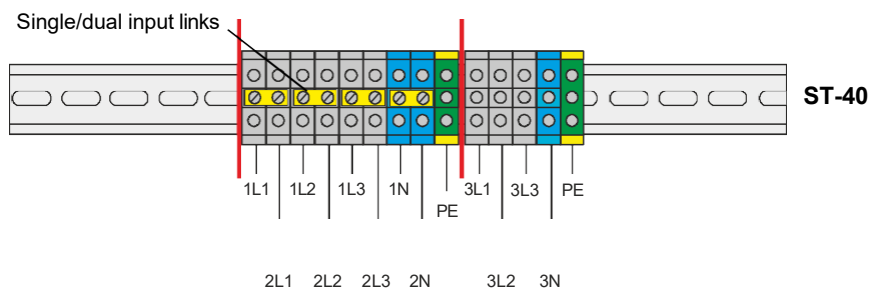 Single/dual input links
ST-40
1L1 1L2 1L3 1N 3L1 3L3 PE
PE
2L1 2L2 2L3 2N 3L2 3N